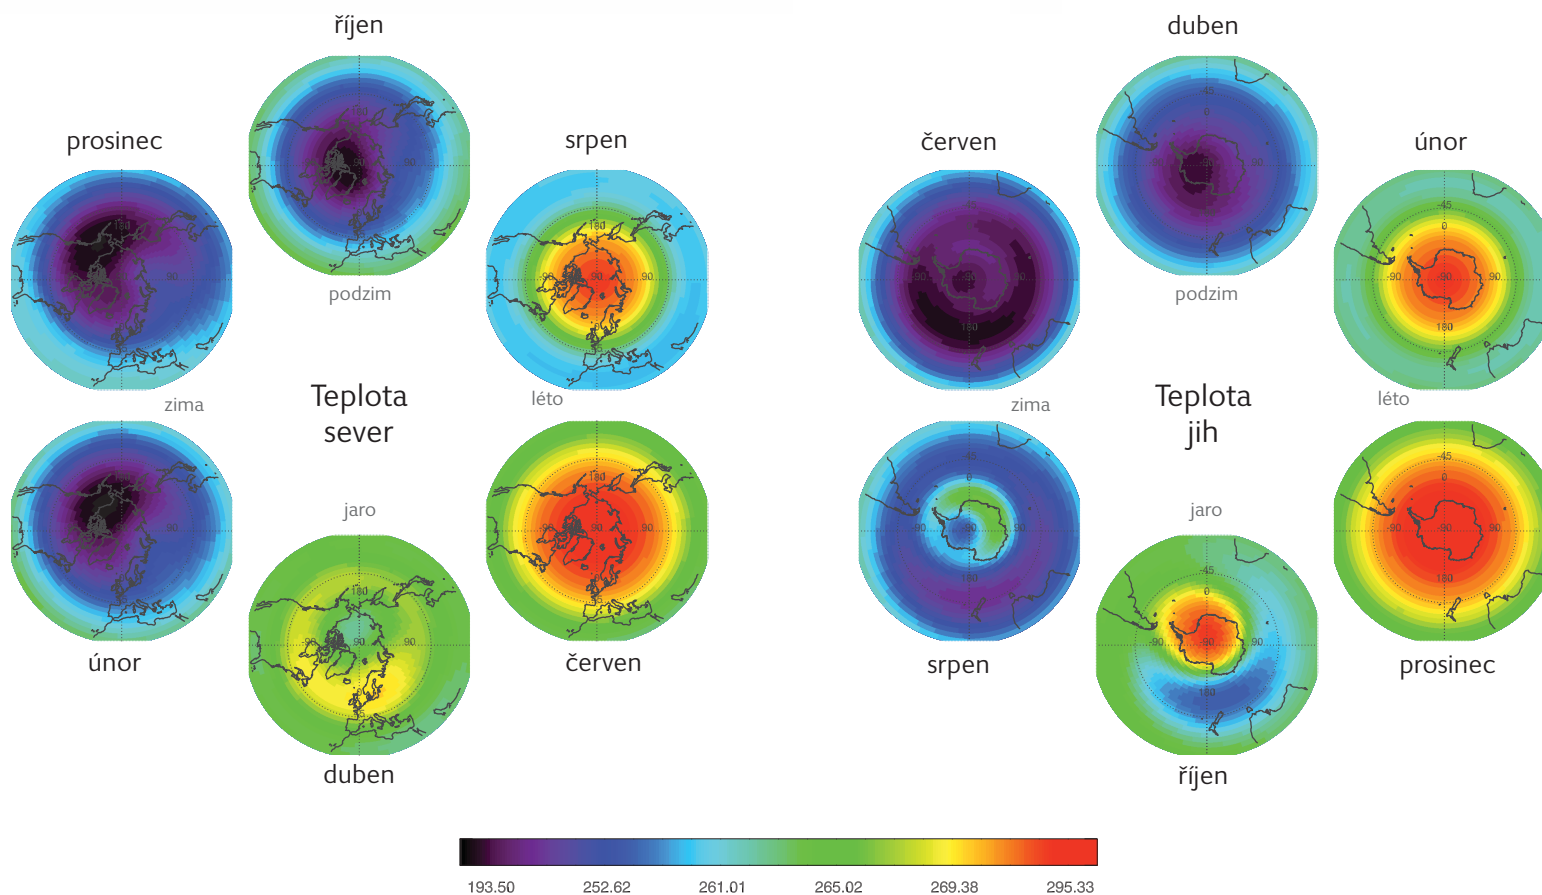 říjen
duben
prosinec
srpen
červen
únor
podzim
podzim
zima
Teplota
sever
léto
zima
Teplota
jih
léto
jaro
jaro
únor
červen
srpen
prosinec
duben
říjen
193.50 252.62 261.01 265.02 269.38 295.33